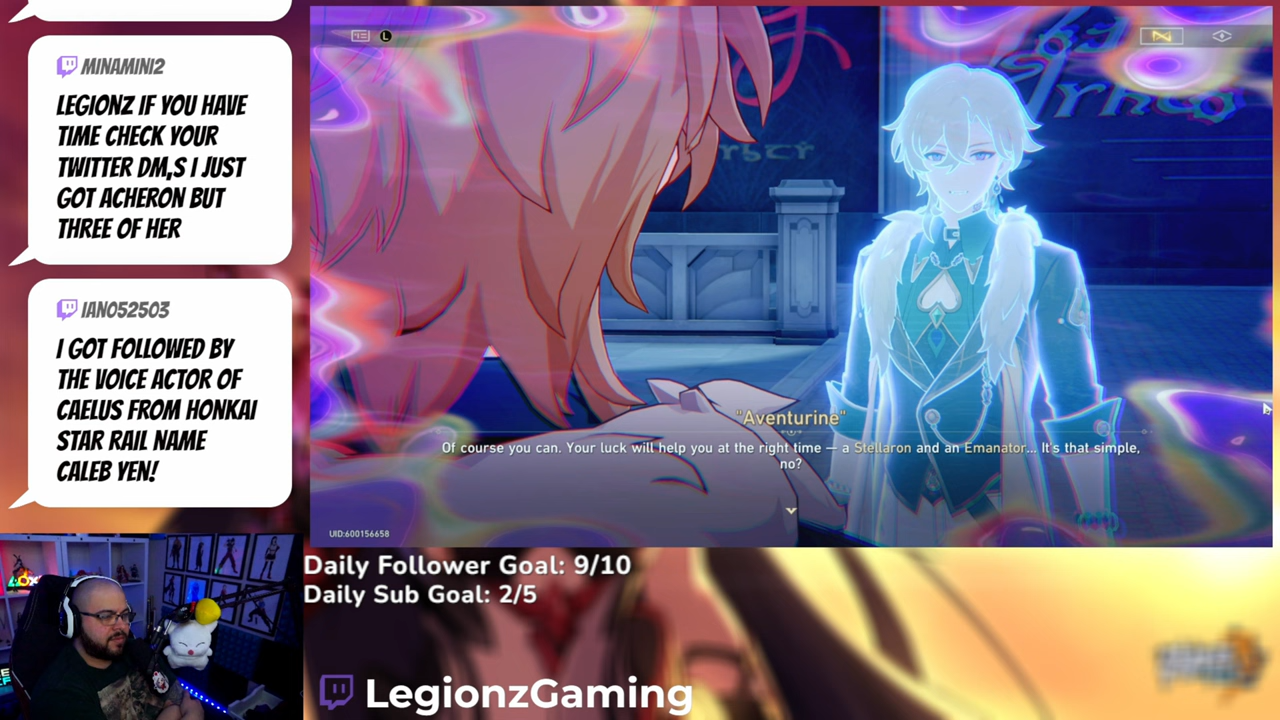 MINAMINI2
LEGIONZ IF YOU HAVE
TIME CHECK YOUR
TWITTER DM,S I JUST
GOT ACHERON BUT
THREE OF HER
IAN052503
I GOT FOLLOWED BY
THE VOICE ACTOR OF
CAELUS FROM HONKAI
STAR RAIL NAME
CALEB YEN!
L
"Aventurine"
Of course you can. Your luck will help you at the right time — a Stellaron and an Emanator... It's that simple,
no?
UID:600156658
Daily Follower Goal: 9/10
Daily Sub Goal: 2/5
LegionzGaming